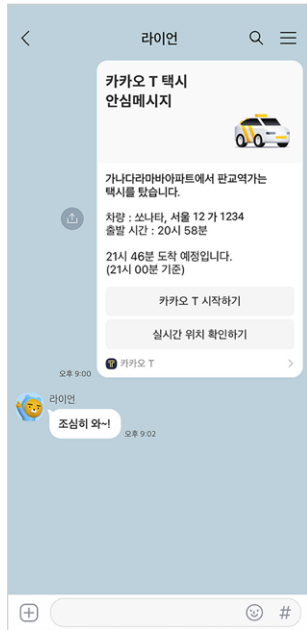 라이언
카카오 T 택시
안심메시지
가나다라마바아파트에서 판교역가는
택시를 탔습니다.
차량 : 쏘나타, 서울 12 가 1234
출발 시간 : 20시 58분
21시 46분 도착 예정입니다.
(21시 00분 기준)
카카오 T 시작하기
실시간 위치 확인하기
카카오 T
오후 9:00
라이언
조심히 와~!
오후 9:02
#